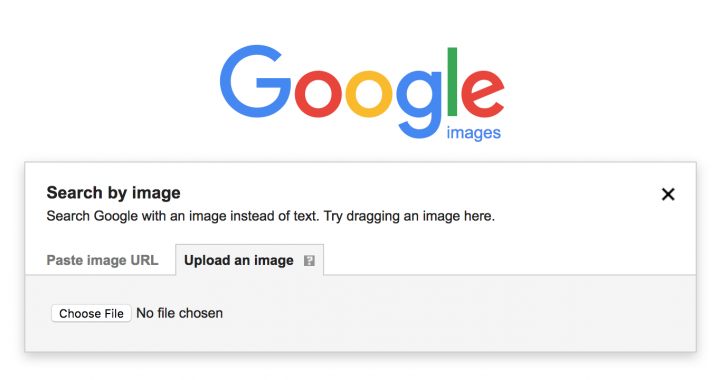 Google
images
Search by image
Search Google with an image instead of text. Try dragging an image here.
Paste image URL Upload an image ?
Choose File No file chosen